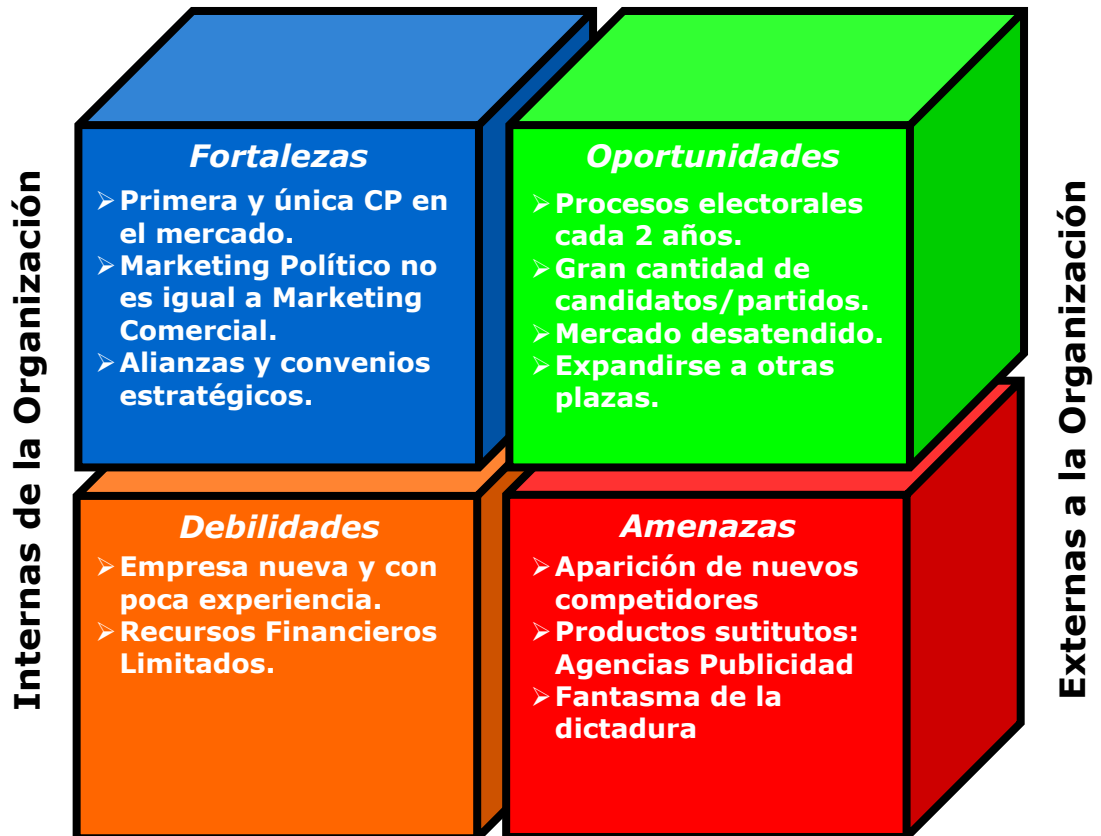 Internas de la Organización
Fortalezas
➢ Primera y única CP en
el mercado.
➢ Marketing Político no
es igual a Marketing
Comercial.
➢ Alianzas y convenios
estratégicos.
Oportunidades
➢ Procesos electorales
cada 2 años.
➢ Gran cantidad de
candidatos/partidos.
➢ Mercado desatendido.
➢ Expandirse a otras
plazas.
Debilidades
➢ Empresa nueva y con
poca experiencia.
➢ Recursos Financieros
Limitados.
Amenazas
➢ Aparición de nuevos
competidores
➢ Productos sutitutos:
Agencias Publicidad
➢ Fantasma de la
dictadura
Externas a la Organización